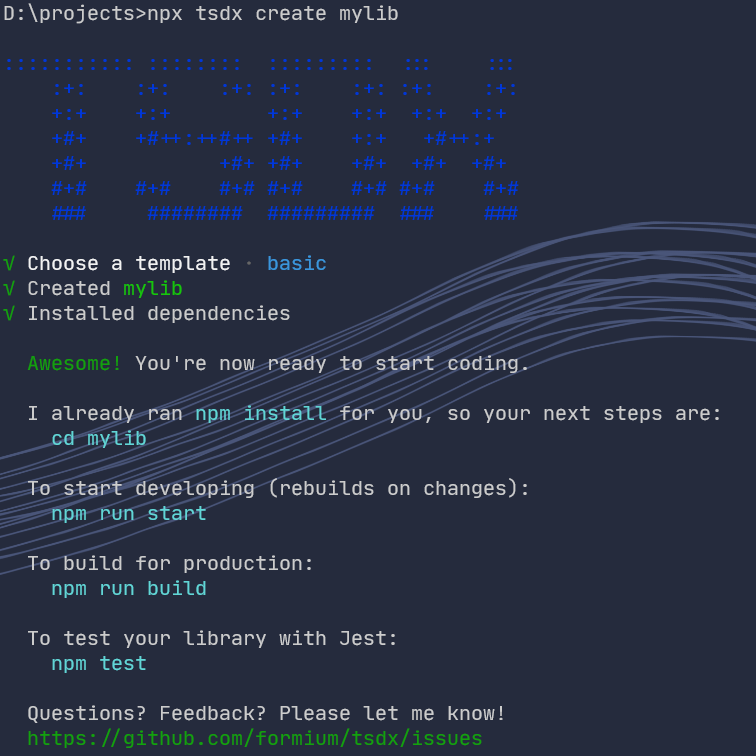 D:\projects>npx tsdx create mylib
::::::::::: ::::::::  :::::::::  :::     :::
    :+:    :+:    :+: :+:    :+: :+:    :+:
    +:+    +:+        +:+    +:+  +:+  +:+
    +#+    +#++:++#++ +#+    +:+   +#++:+
    +#+           +#+ +#+    +#+  +#+  +#+
    #+#    #+#    #+# #+#    #+# #+#    #+#
    ###     ########  #########  ###    ###
√ Choose a template · basic
√ Created mylib
√ Installed dependencies
Awesome! You're now ready to start coding.
I already ran npm install for you, so your next steps are:
cd mylib
To start developing (rebuilds on changes):
npm run start
To build for production:
npm run build
To test your library with Jest:
npm test
Questions? Feedback? Please let me know!
https://github.com/formium/tsdx/issues